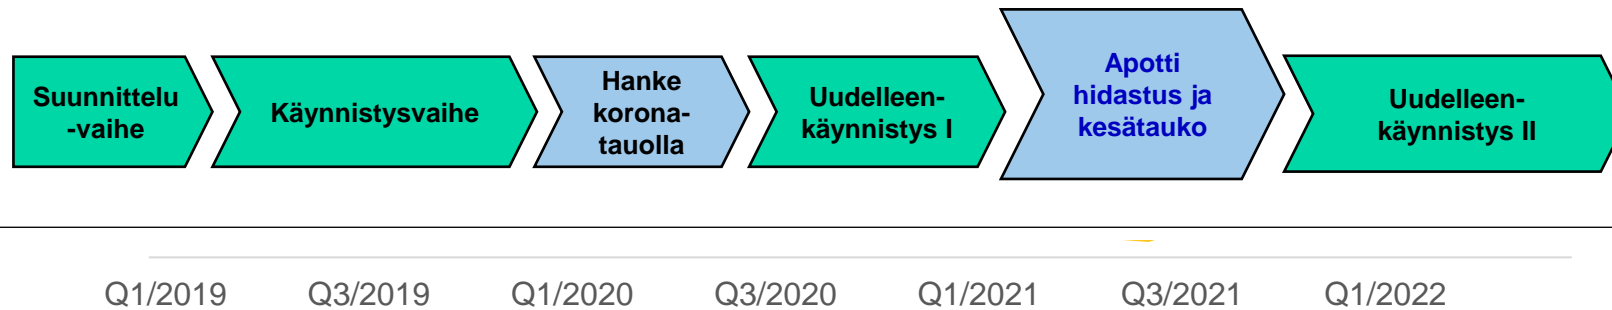 Suunnittelu
-vaihe
Käynnistysvaihe
Hanke
korona-
tauolla
Uudelleen-
käynnistys I
Apotti
hidastus ja
kesätauko
Uudelleen-
käynnistys II
Q1/2019 Q3/2019 Q1/2020 Q3/2020 Q1/2021 Q3/2021 Q1/2022